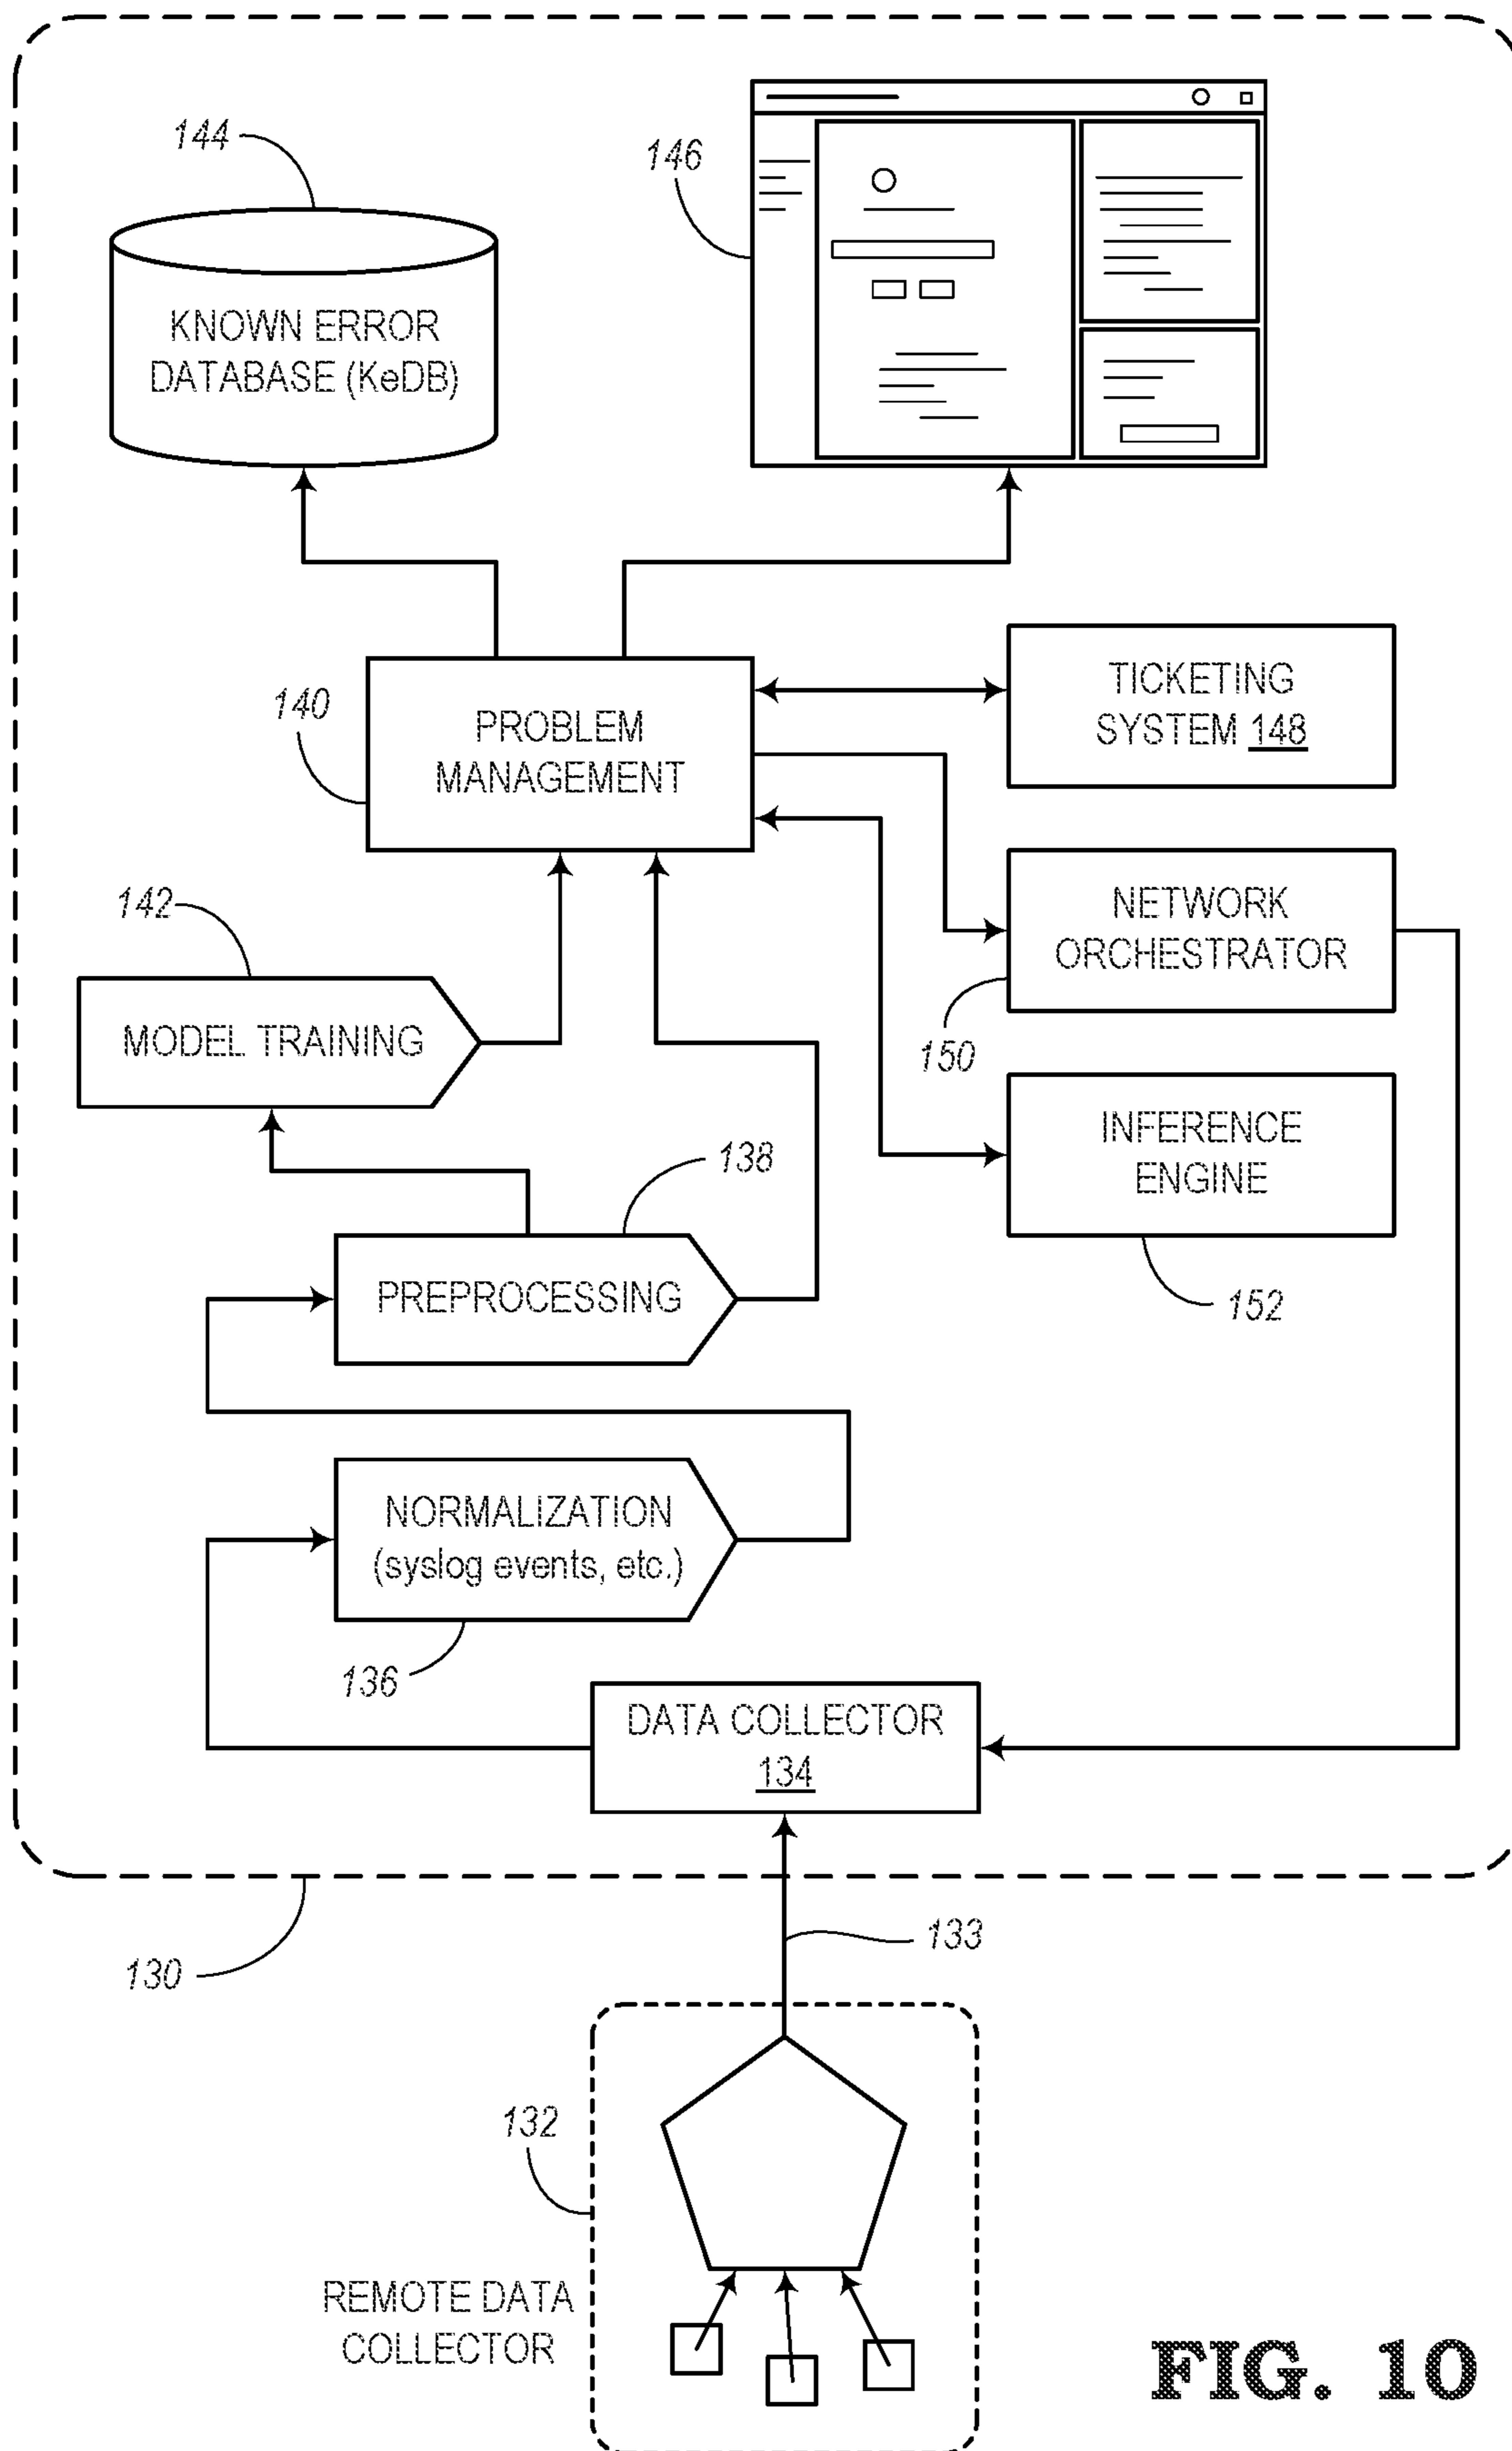 144
146
KNOWN ERROR
DATABASE (KeDB)
140
PROBLEM
MANAGEMENT
TICKETING
SYSTEM 148
142
NETWORK
ORCHESTRATOR
150
MODEL TRAINING
INFERENCE
ENGINE
138
152
PREPROCESSING
NORMALIZATION
(syslog events, etc.)
136
DATA COLLECTOR
134
133
130
132
REMOTE DATA
COLLECTOR
FIG. 10